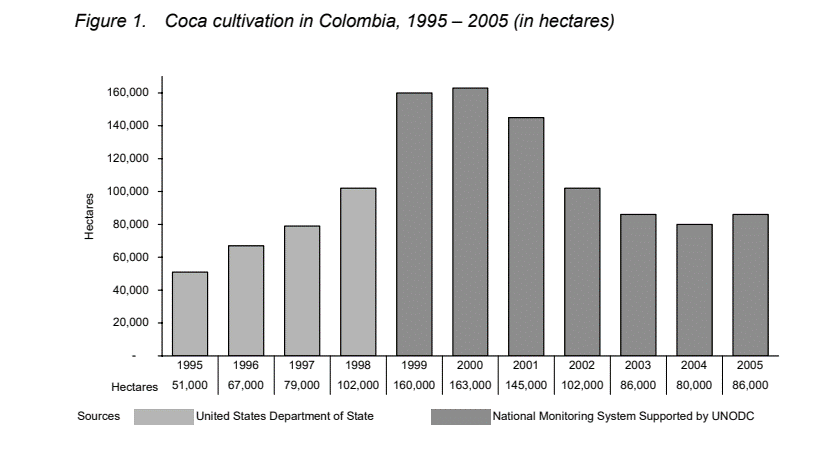 Figure 1. Coca cultivation in Colombia, 1995 – 2005 (in hectares)
160,000
140,000
120,000
100,000
80,000
60,000
40,000
20,000
-
Hectares
1995 1996 1997 1998 1999 2000 2001 2002 2003 2004 2005
Hectares 51,000 67,000 79,000 102,000 160,000 163,000 145,000 102,000 86,000 80,000 86,000
Sources United States Department of State National Monitoring System Supported by UNODC